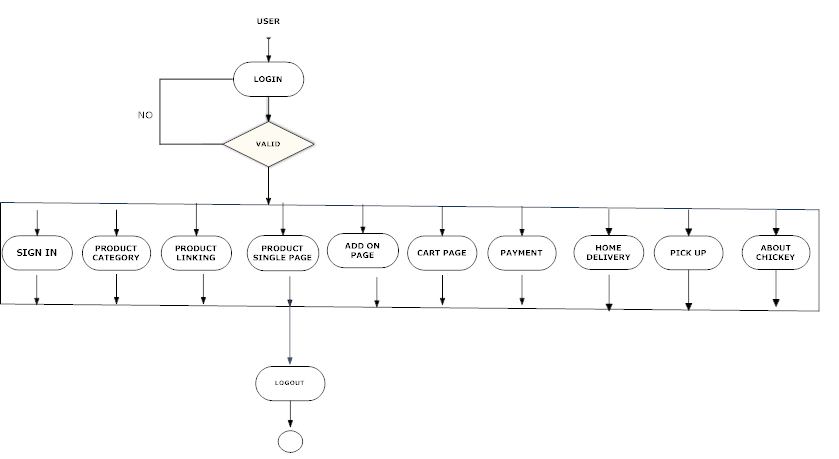 USER
LOGIN
NO
VALID
SIGN IN
PRODUCT
CATEGORY
PRODUCT
LINKING
PRODUCT
SINGLE PAGE
ADD ON
PAGE
CART PAGE
PAYMENT
HOME
DELIVERY
PICK UP
ABOUT
CHICKEY
LOGOUT